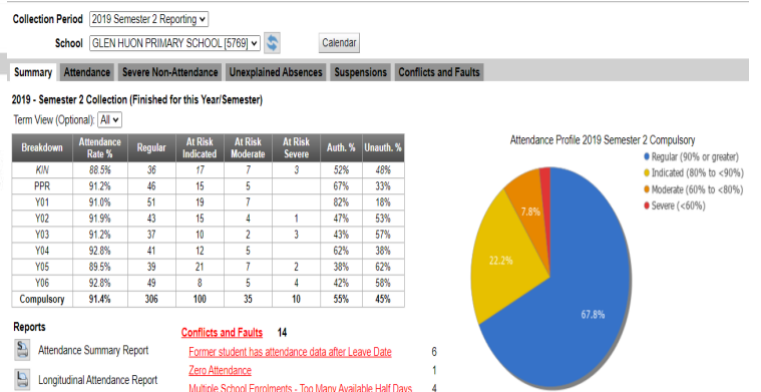 Collection Period 2019 Semester 2 Reporting
School GLEN HUON PRIMARY SCHOOL [5769] Calendar
Summary Attendance Severe Non-Attendance Unexplained Absences Suspensions Conflicts and Faults
2019 - Semester 2 Collection (Finished for this Year/Semester)
Term View (Optional): All
Breakdown Attendance Rate % Regular At Risk Indicated At Risk Moderate At Risk Severe Auth. % Unauth. %
KIN 88.5% 36 17 7 3 52% 48%
PPR 91.2% 46 15 5 67% 33%
Y01 91.0% 51 19 7 82% 18%
Y02 91.9% 43 15 4 1 47% 53%
Y03 91.2% 37 10 2 3 43% 57%
Y04 92.8% 41 12 5 62% 38%
Y05 89.5% 39 21 7 2 38% 62%
Y06 92.8% 49 8 5 4 42% 58%
Compulsory 91.4% 306 100 35 10 55% 45%
Attendance Profile 2019 Semester 2 Compulsory
Regular (90% or greater)
Indicated (80% to <90%)
Moderate (60% to <80%)
Severe (<60%)
7.8%
22.2%
67.8%
Reports
Attendance Summary Report
Longitudinal Attendance Report
Conflicts and Faults 14
Former student has attendance data after Leave Date 6
Zero Attendance 1
Multiple School Enrolments - Too Many Available Half Days 4